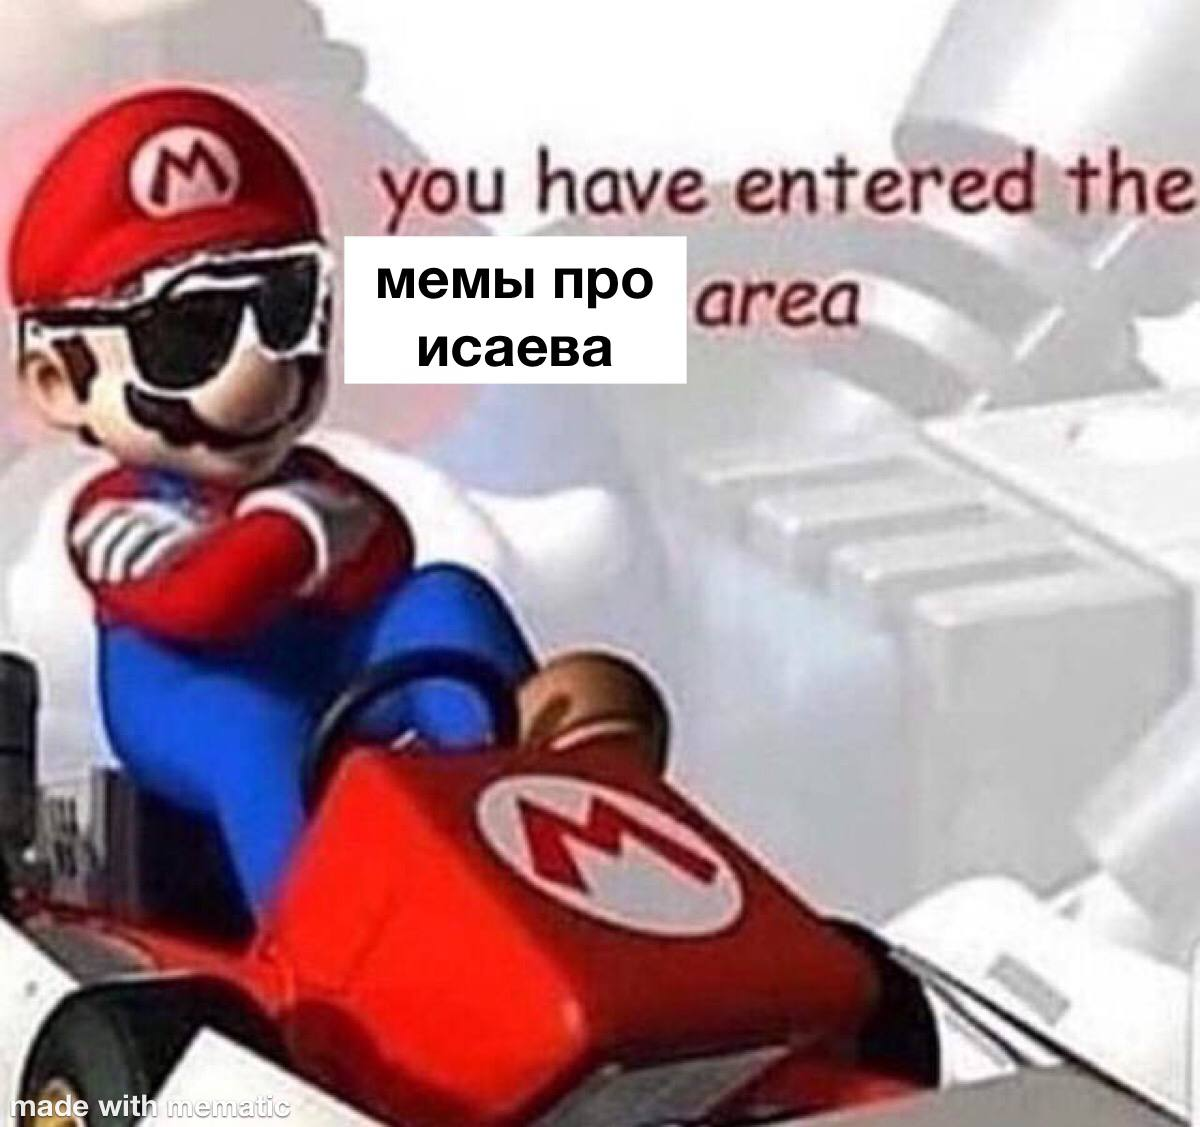 M
you have entered the
мемы про
исаева
area
M
made with mematic